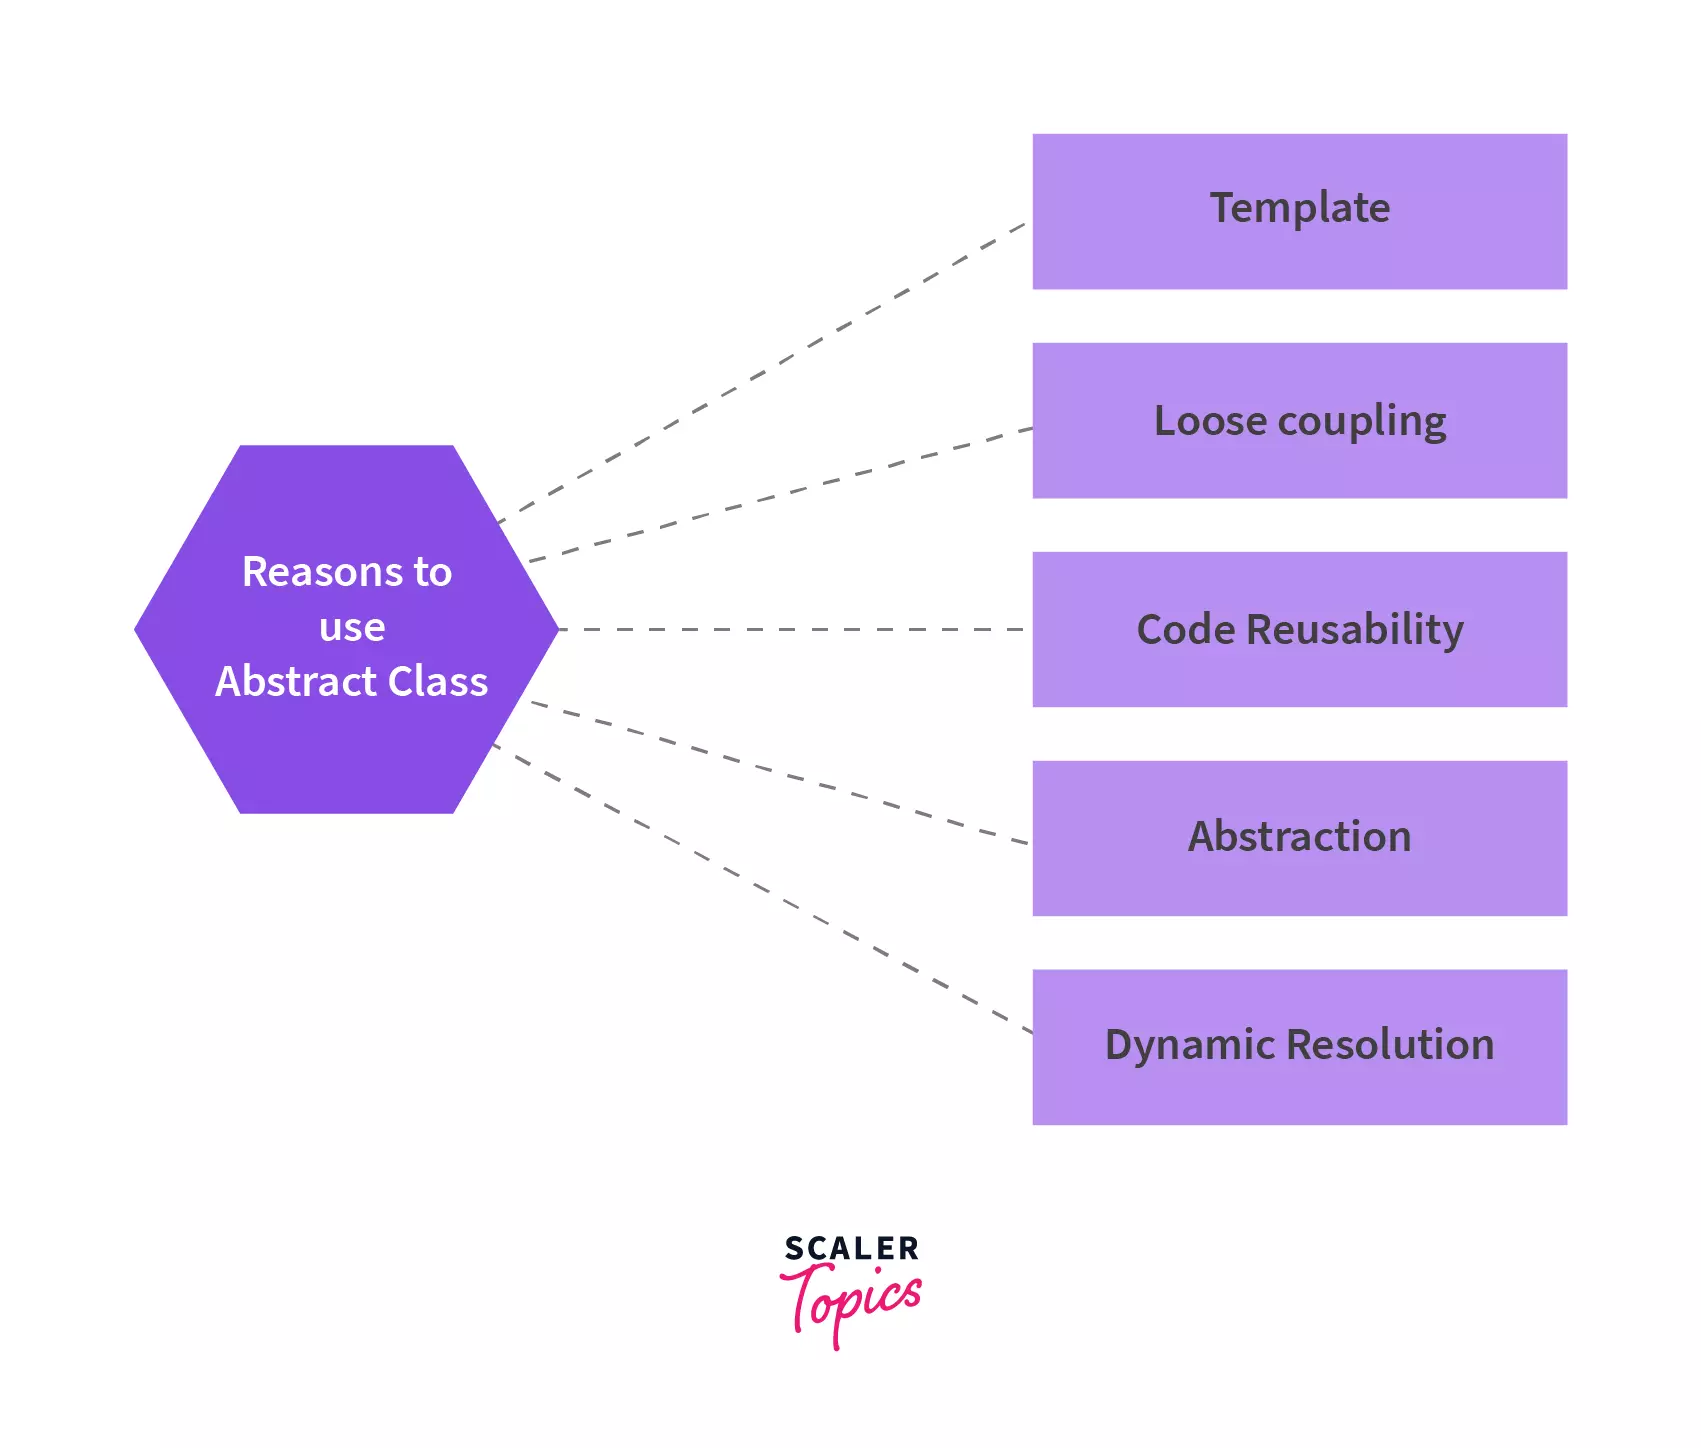 Reasons to
use
Abstract Class
Template
Loose coupling
Code Reusability
Abstraction
Dynamic Resolution
SCALER
Topics